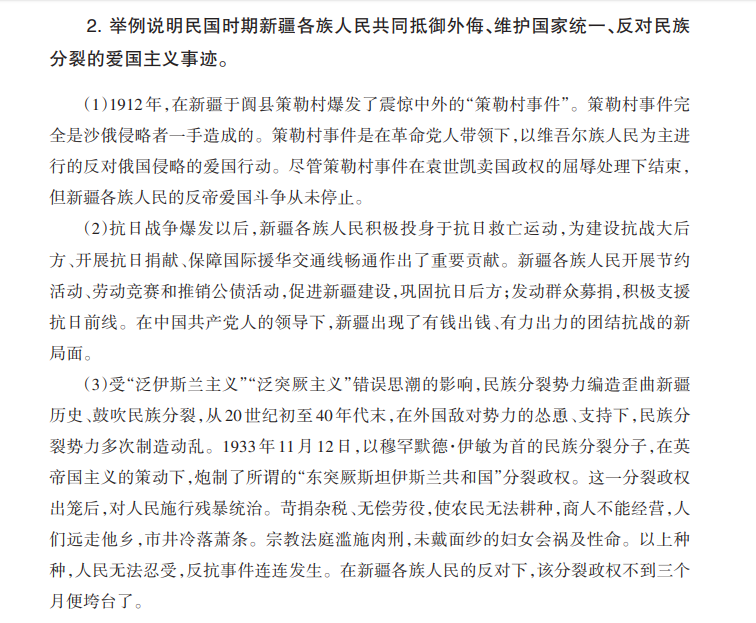 2. 举例说明民国时期新疆各族人民共同抵御外侮、维护国家统一、反对民族
分裂的爱国主义事迹。
(1)1912年,在新疆于阗县策勒村爆发了震惊中外的“策勒村事件”。策勒村事件完
全是沙俄侵略者一手造成的。策勒村事件是在革命党人带领下,以维吾尔族人民为主进
行的反对俄国侵略的爱国行动。尽管策勒村事件在袁世凯卖国政权的屈辱处理下结束,
但新疆各族人民的反帝爱国斗争从未停止。
(2)抗日战争爆发以后,新疆各族人民积极投身于抗日救亡运动,为建设抗战大后
方、开展抗日捐献、保障国际援华交通线畅通作出了重要贡献。新疆各族人民开展节约
活动、劳动竞赛和推销公债活动,促进新疆建设,巩固抗日后方;发动群众募捐,积极支援
抗日前线。在中国共产党人的领导下,新疆出现了有钱出钱、有力出力的团结抗战的新
局面。
(3)受“泛伊斯兰主义”“泛突厥主义”错误思潮的影响,民族分裂势力编造歪曲新疆
历史、鼓吹民族分裂,从20世纪初至40年代末,在外国敌对势力的怂恿、支持下,民族分
裂势力多次制造动乱。1933年11月12日,以穆罕默德·伊敏为首的民族分裂分子,在英
帝国主义的策动下,炮制了所谓的“东突厥斯坦伊斯兰共和国”分裂政权。这一分裂政权
出笼后,对人民施行残暴统治。苛捐杂税、无偿劳役,使农民无法耕种,商人不能经营,人
们远走他乡,市井冷落萧条。宗教法庭滥施肉刑,未戴面纱的妇女会祸及性命。以上种
种,人民无法忍受,反抗事件连连发生。在新疆各族人民的反对下,该分裂政权不到三个
月便垮台了。